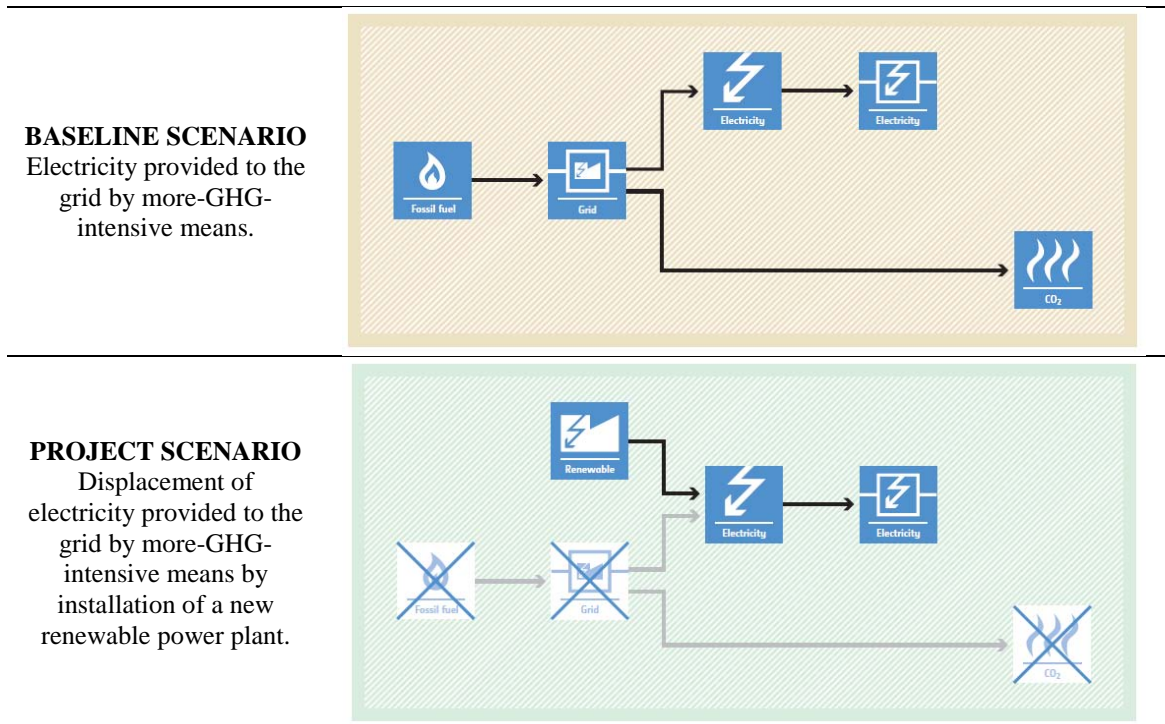 BASELINE SCENARIO
Electricity provided to the
grid by more-GHG-
intensive means.
Fossil fuel
Grid
Electricity
Electricity
CO₂
PROJECT SCENARIO
Displacement of
electricity provided to the
grid by more-GHG-
intensive means by
installation of a new
renewable power plant.
Renewable
Electricity
Electricity
Fossil fuel
Grid
CO₂